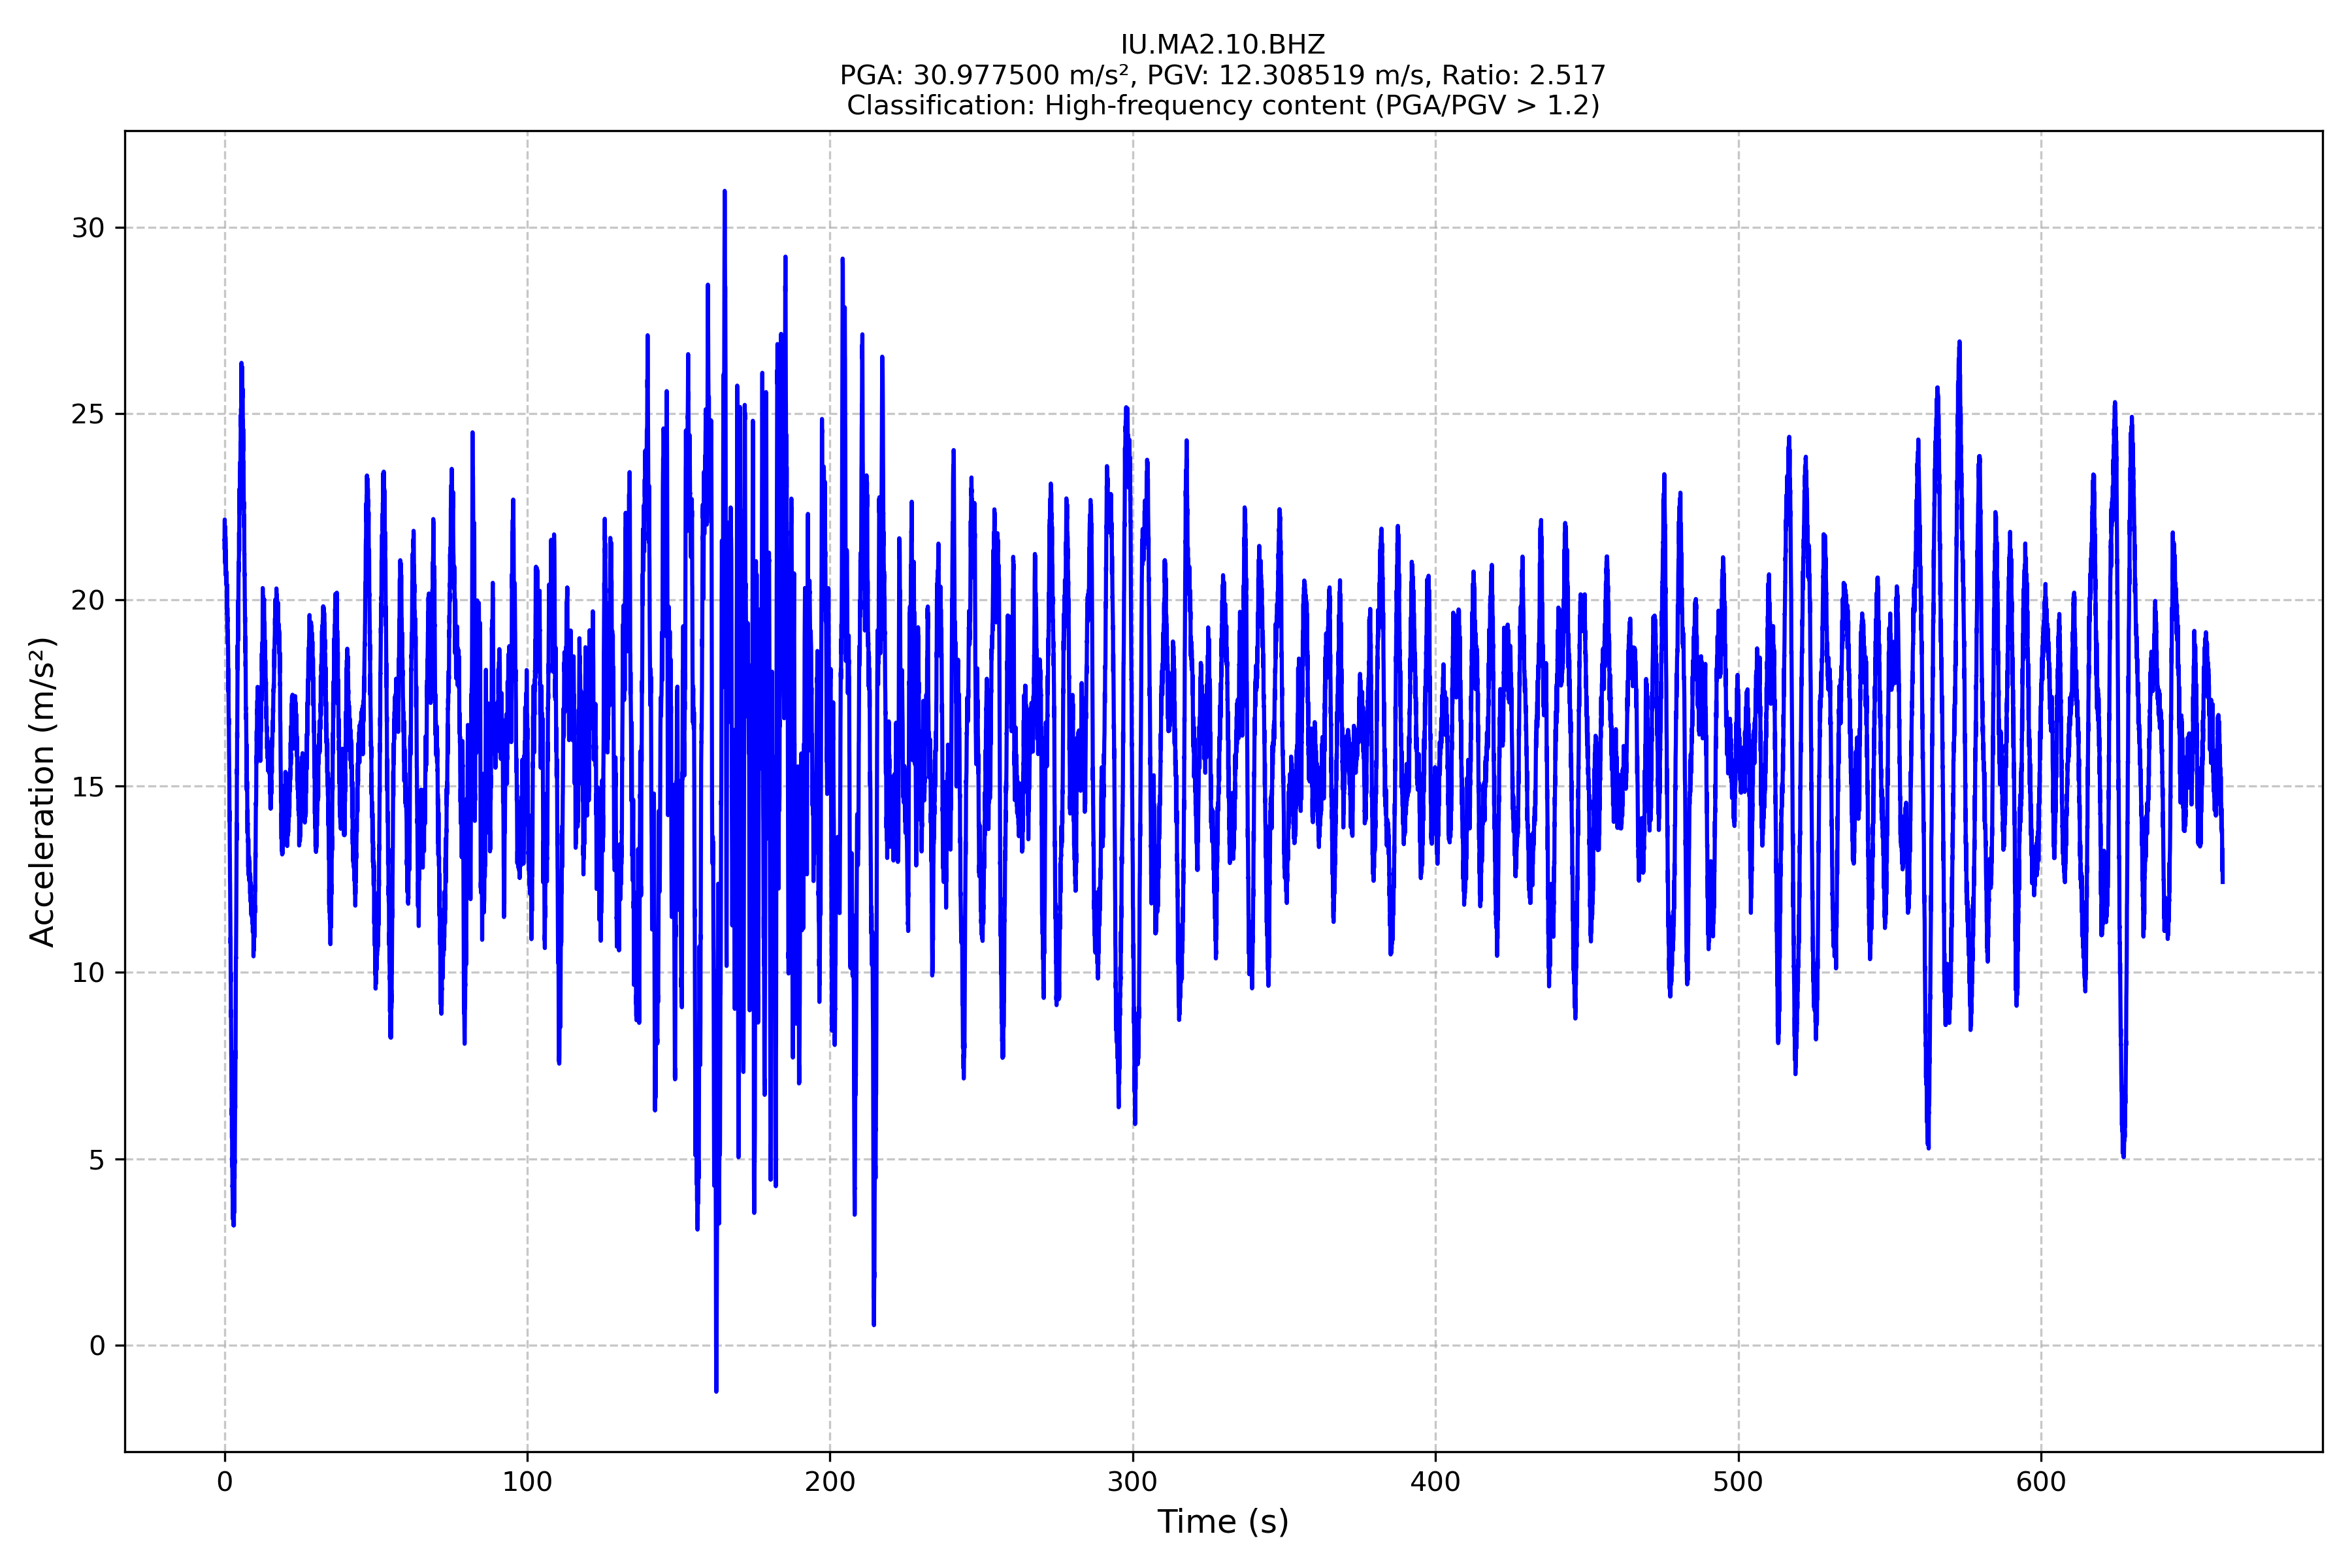 IU.MA2.10.BHZ
PGA: 30.977500 m/s², PGV: 12.308519 m/s, Ratio: 2.517
Classification: High-frequency content (PGA/PGV > 1.2)
Acceleration (m/s²)
30
25
20
15
10
5
0
0 100 200 300 400 500 600
Time (s)